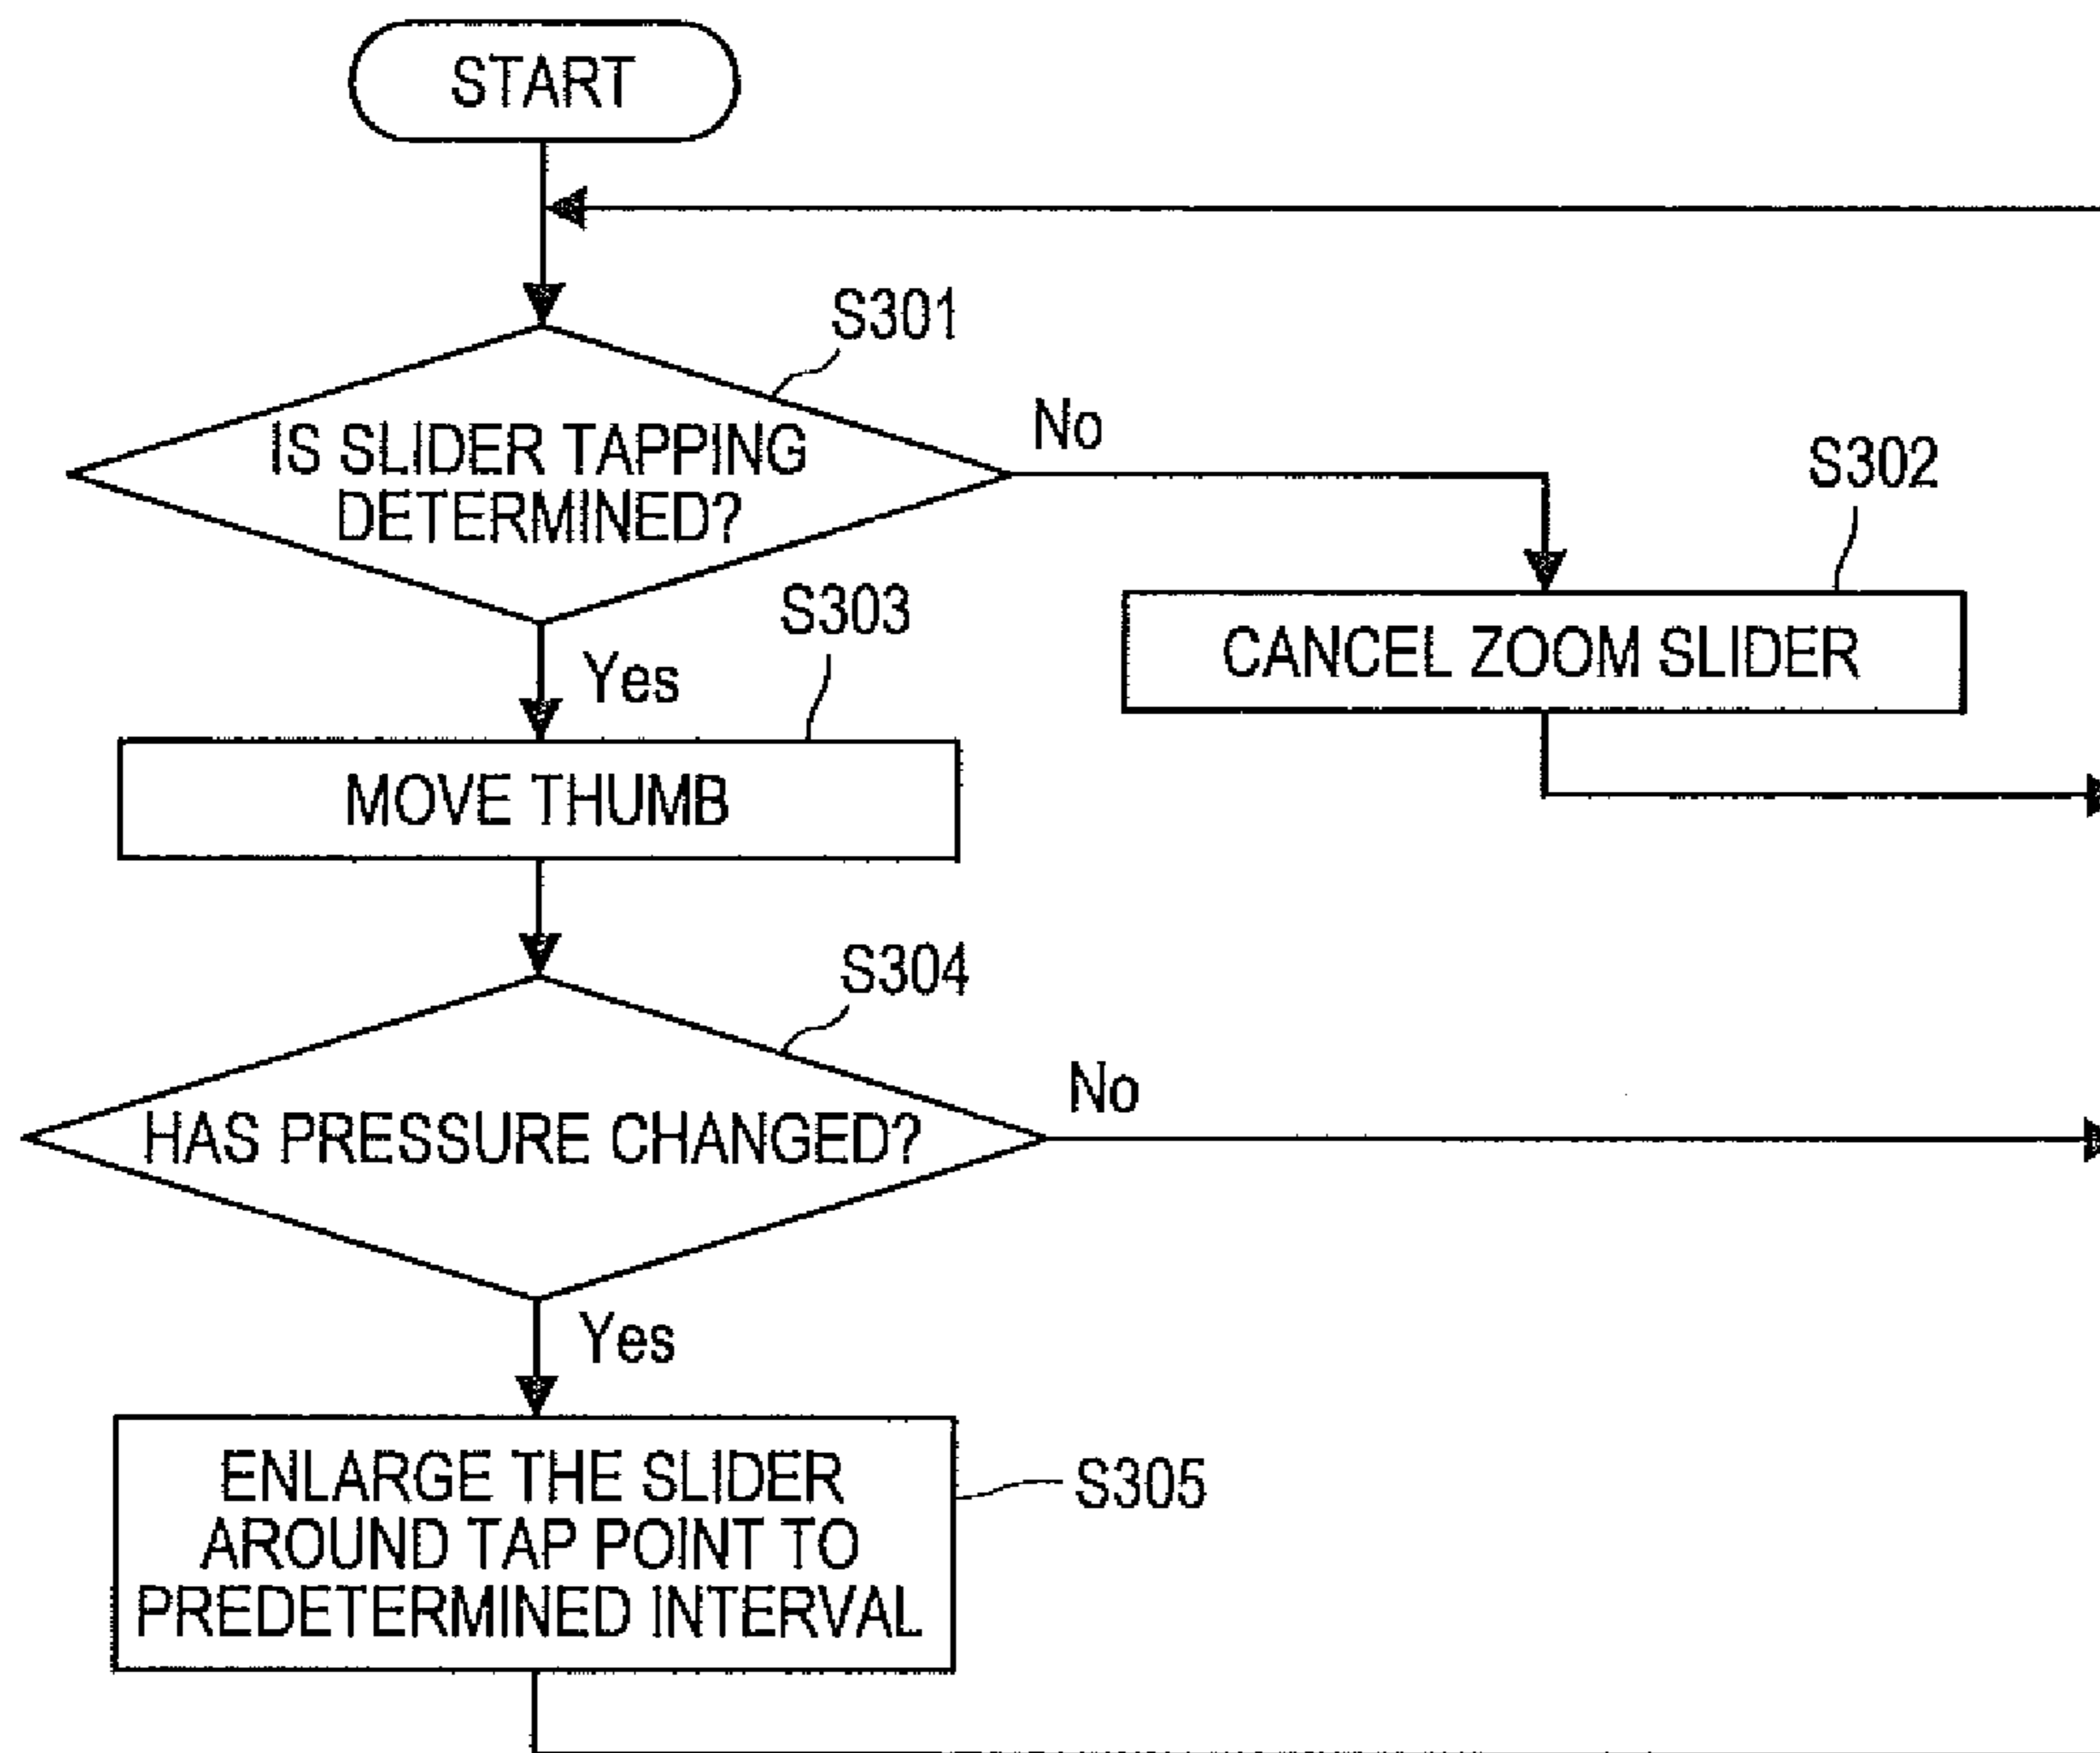 START
S301
IS SLIDER TAPPING
DETERMINED?
No
S302
CANCEL ZOOM SLIDER
Yes
S303
MOVE THUMB
S304
HAS PRESSURE CHANGED?
No
Yes
ENLARGE THE SLIDER
AROUND TAP POINT TO
PREDETERMINED INTERVAL
S305